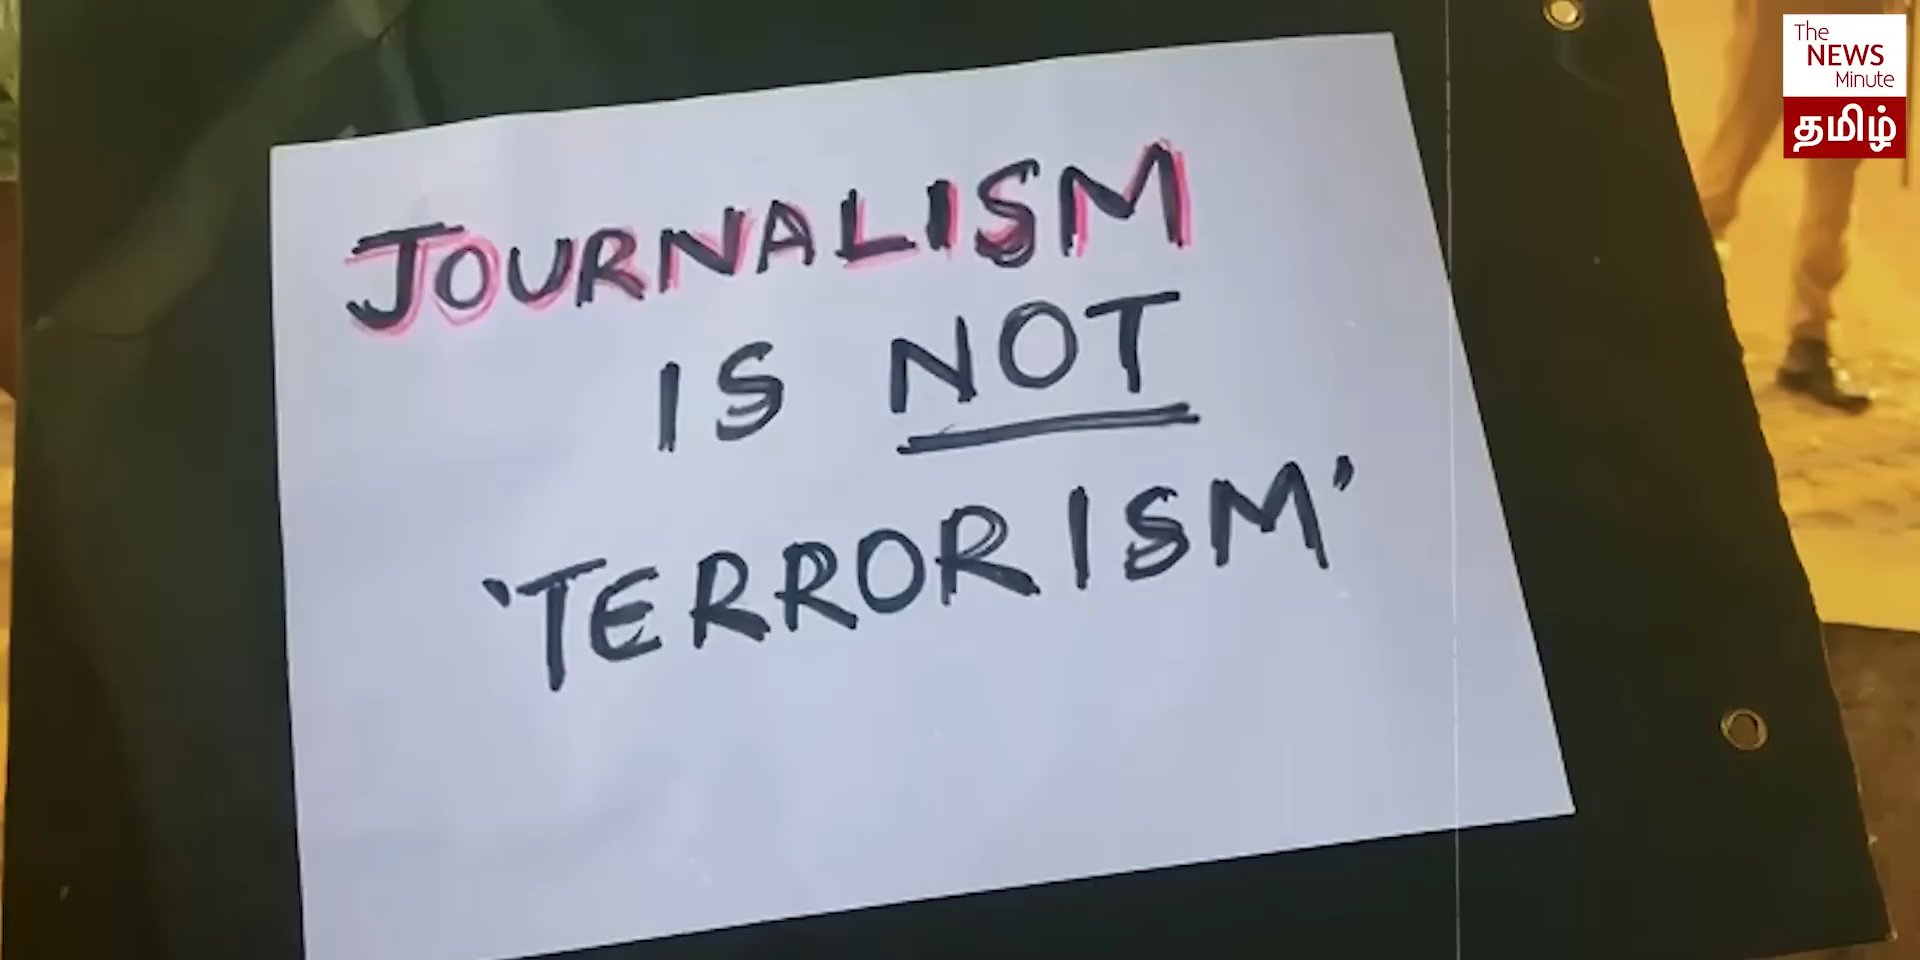 The
NEWS
Minute
தமிழ்
JOURNALISM
IS NOT
'TERRORISM'